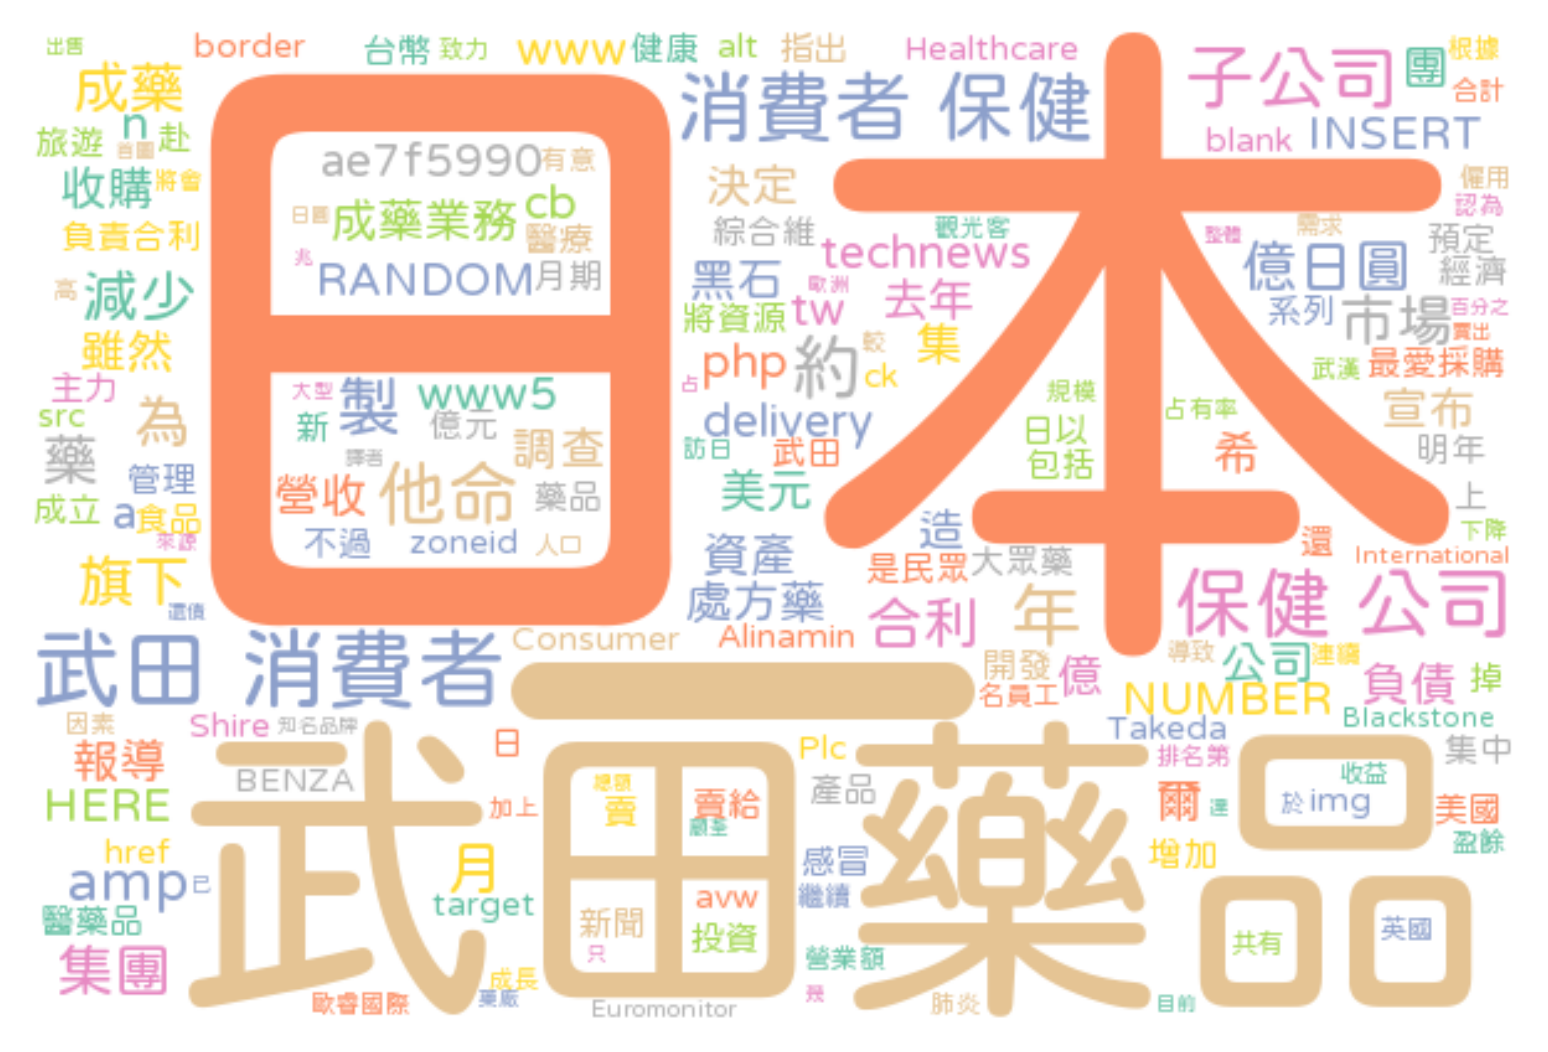 出售 border 台幣 致力 www 健康 alt 指出 Healthcare 根據
成藥 消費者 保健 子公司 團 合計
旅遊 n 赴 首圖 blank INSERT
收購 將會 ae7f5990 有意 決定 僱用
負責合利 日圓 成藥業務 cb 醫療 綜合維 觀光客 整體 需求 預定 認為
兆 RANDOM 月期 黑石 歐洲 technews 億日圓 經濟
高 減少 將資源 tw 去年 系列 市場 百分之
雖然 php 約 較 集 武漢 最愛採購 賣出
主力 大型 製 www5 占 ck 規模 宣布
src 為 新 億元 delivery 日以 占有率
藥 譯者 調查 訪日 武田 包括 希 明年
管理 營收 他命 藥品 美元 上
成立 a 食品 來源 不過 zoneid 人口 造 還 下降
旗下 資產 是民眾 大眾藥 International
還債 處方藥 合利 年 保健 公司
日本
武田 消費者 Consumer Alinamin 開發 導致 公司 連續
一 名員工 億 NUMBER 負債 掉
因素 Shire 知名品牌 日 Plc Takeda Blackstone
報導 BENZA 總額 產品 排名第 收益 集中
HERE 加上 賣 賣給 爾 達 於 img 美國
href 月 感冒 增加 盈餘
amp 已 target avw 繼續
醫藥品 新聞 投資 共有 英國
集團 只 營業額
成長 幾
歐睿國際 藥廠 Euromonitor 肺炎 目前
武田藥品